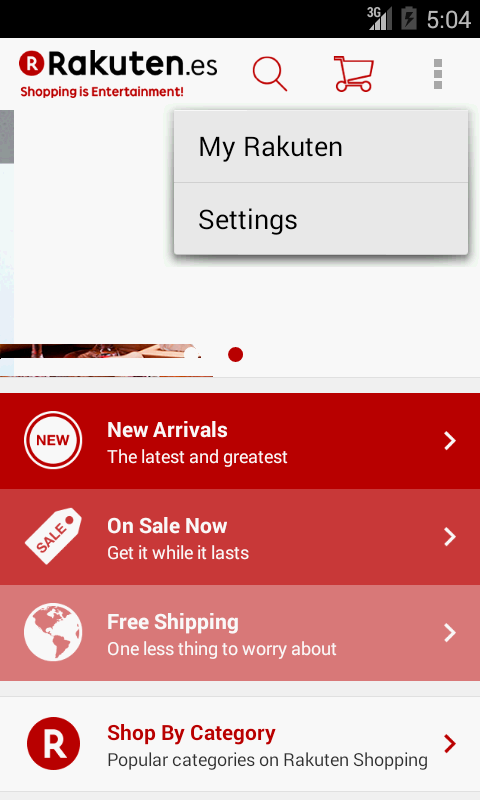 3G 5:04
R Rakuten.es
Shopping is Entertainment!
My Rakuten
Settings
NEW
New Arrivals
The latest and greatest
SALE
On Sale Now
Get it while it lasts
Free Shipping
One less thing to worry about
R
Shop By Category
Popular categories on Rakuten Shopping